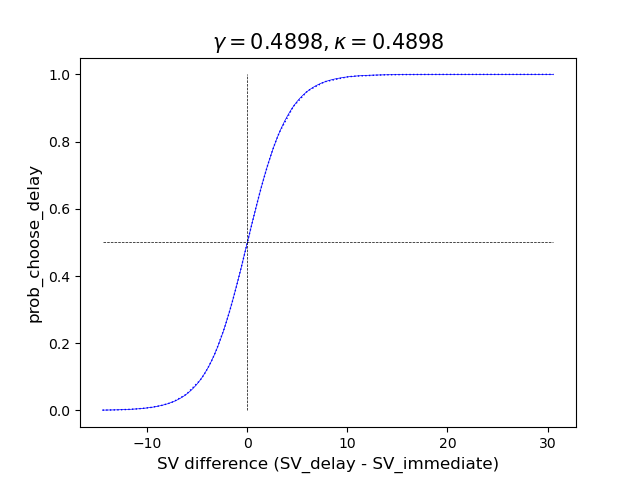 γ = 0.4898, κ = 0.4898
1.0
0.8
0.6
0.4
0.2
0.0
prob_choose_delay
−10 0 10 20 30
SV difference (SV_delay - SV_immediate)